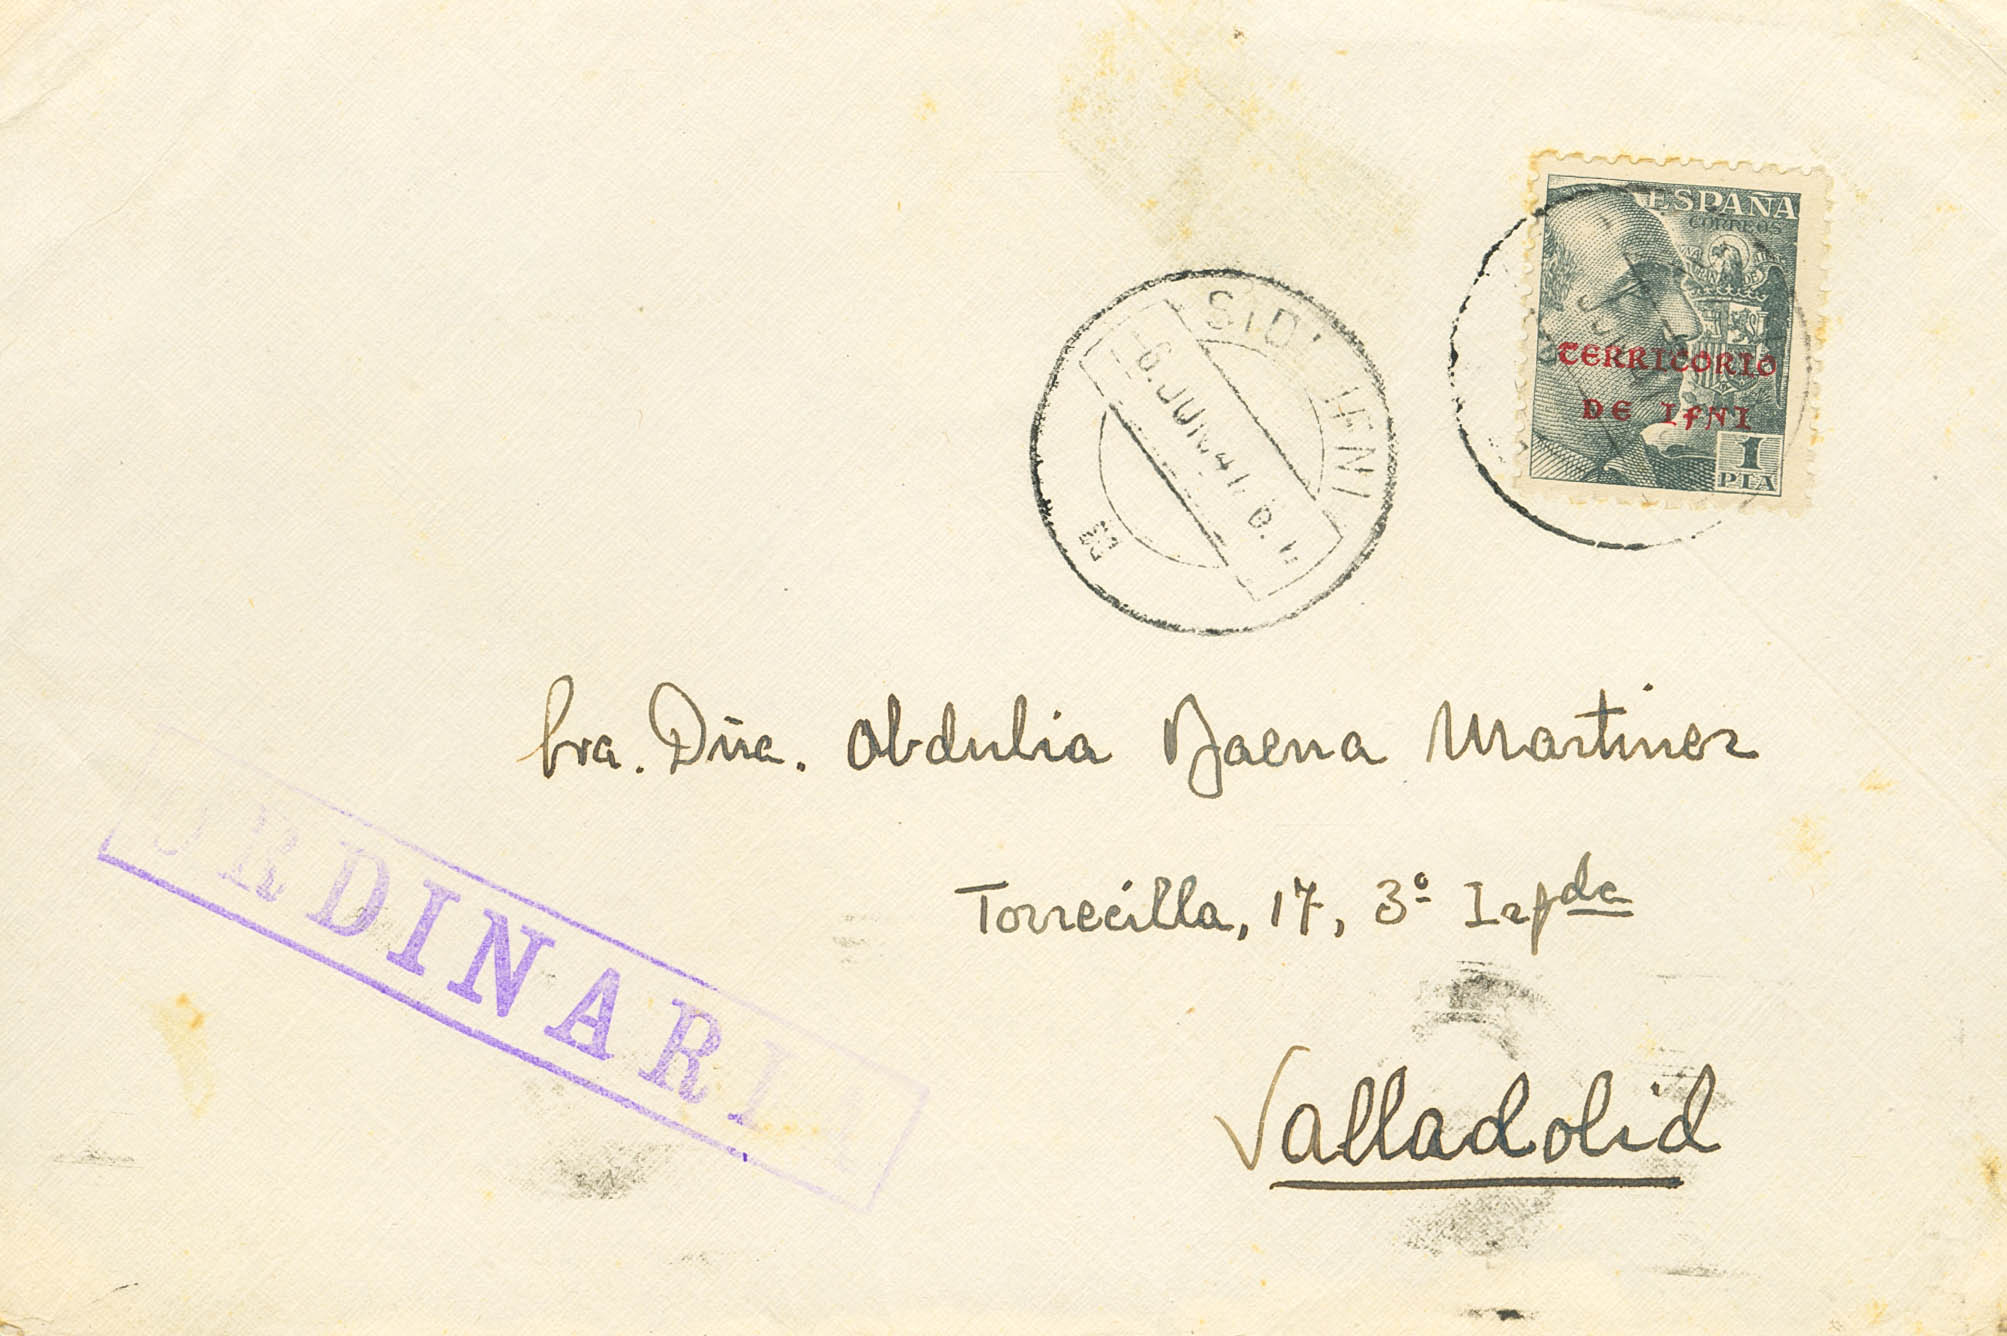 ESPAÑA
CORREOS
TERRITORIO
DE IFNI
1
PTA
SIDI IFNI
ORDINARIA
Sra. Dña. Abdulia Baena Martinez
Torrecilla, 17, 3º Izqda
Valladolid